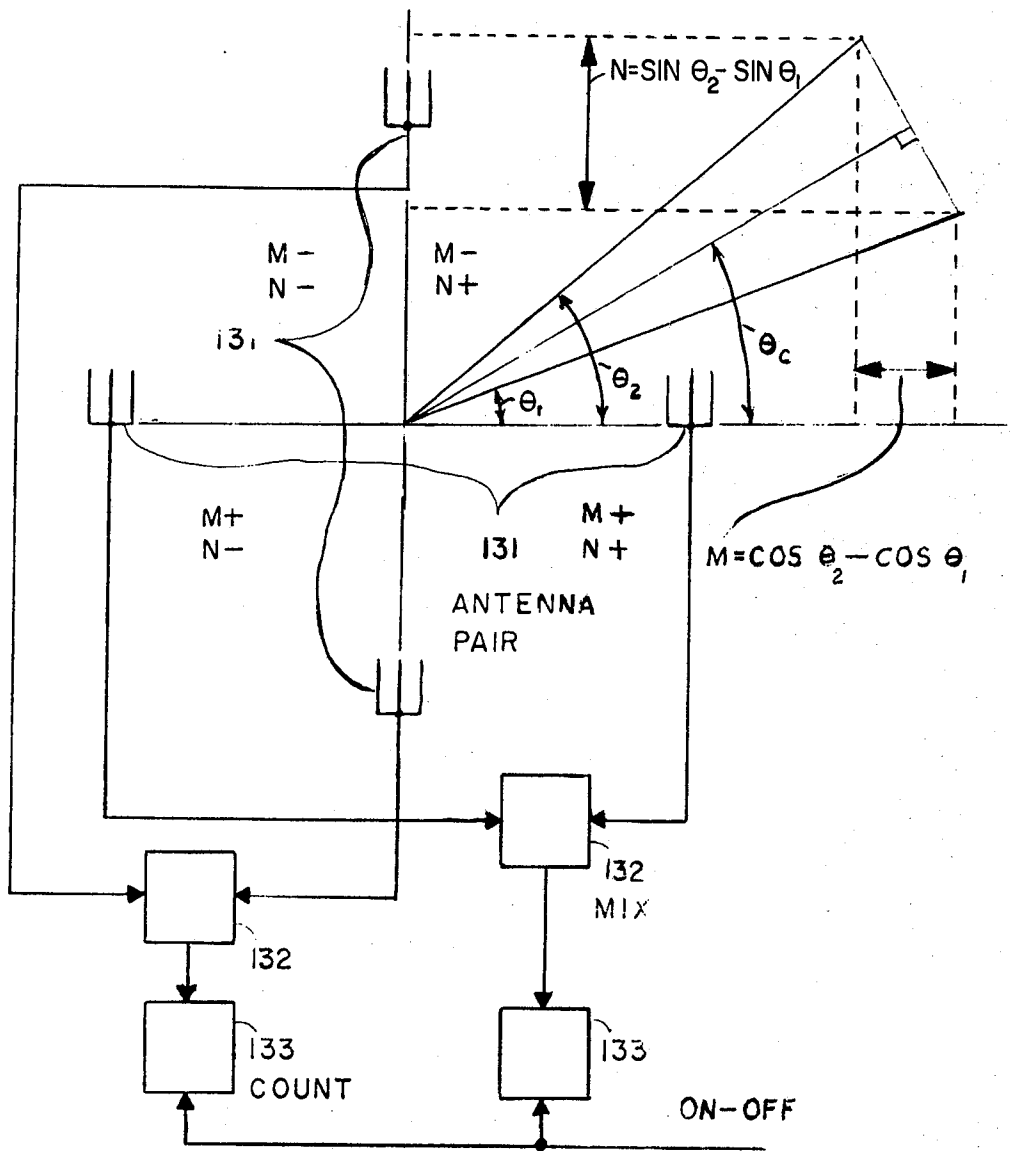 N=SIN θ₂-SIN θ₁
M-
N-
M-
N+
131
θc
θ₂
θ₁
M+
N-
M+
N+
131
M=COS θ₂-COS θ₁
ANTENNA
PAIR
132
MIX
132
133
COUNT
133
ON-OFF